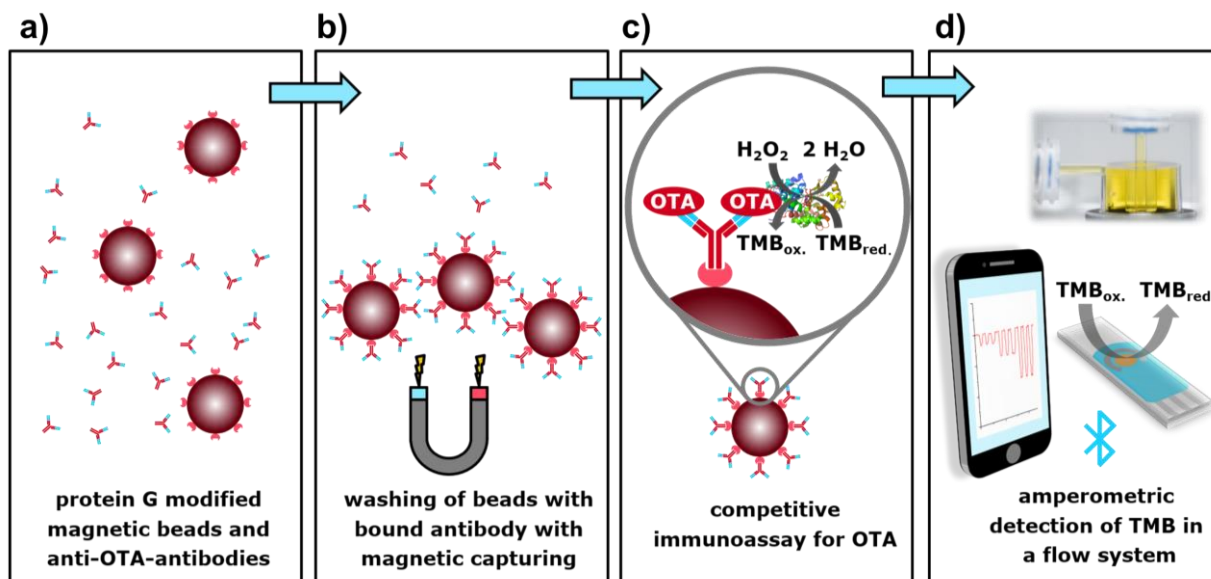 a)
protein G modified
magnetic beads and
anti-OTA-antibodies
b)
washing of beads with
bound antibody with
magnetic capturing
c)
H₂O₂ 2 H₂O
OTA OTA
TMBox. TMBred.
competitive
immunoassay for OTA
d)
TMBox. TMBred
amperometric
detection of TMB in
a flow system